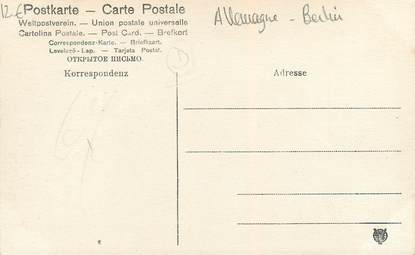 12€
Postkarte — Carte Postale
Weltpostverein. — Union postale universelle
Cartolina Postale. — Post Card. — Brefkort
Correspondenz-Karte. — Briefkaart.
Levelező-Lap. — Tarjeta Postal.
ОТКРЫТОЕ ПИСЬМО.
Allemagne - Berlin
Korrespondenz
Adresse